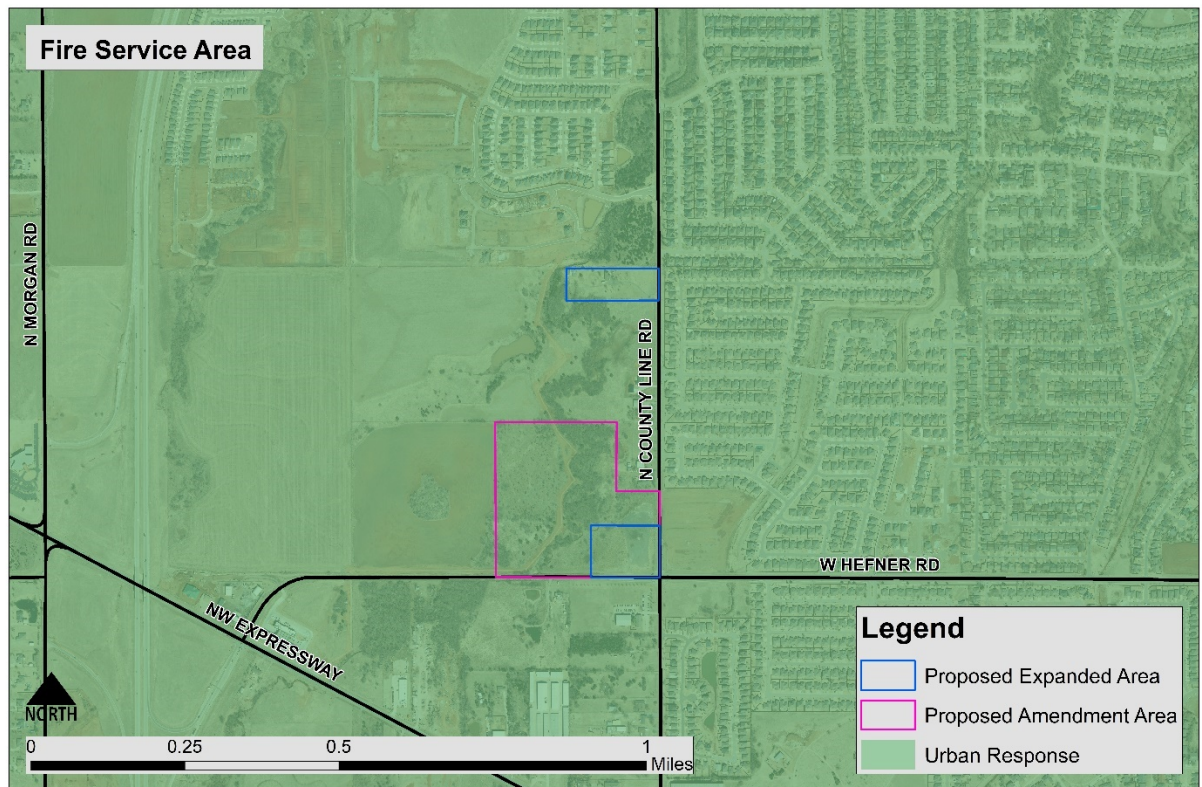 Fire Service Area
N MORGAN RD
N COUNTY LINE RD
W HEFNER RD
NW EXPRESSWAY
Legend
Proposed Expanded Area
Proposed Amendment Area
Urban Response
NORTH
0 0.25 0.5 1
Miles